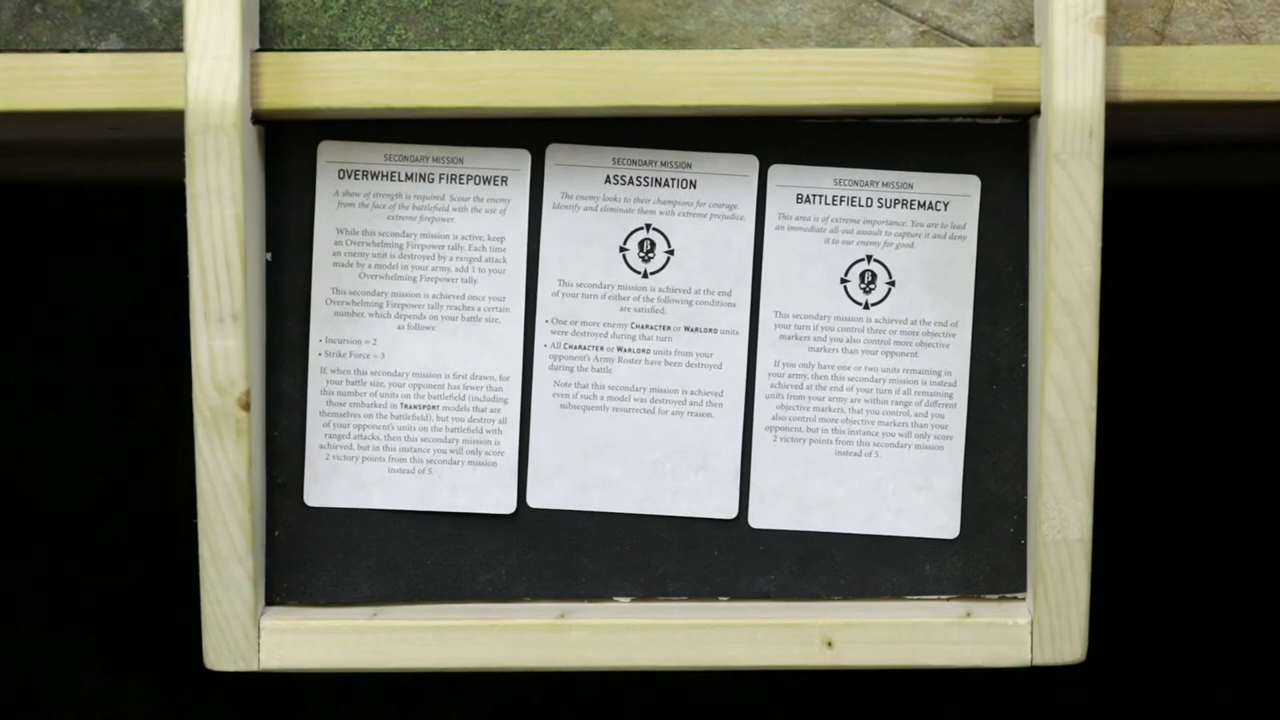 SECONDARY MISSION
OVERWHELMING FIREPOWER
A show of strength is required. Scour the enemy
from the face of the battlefield with the use of
extreme firepower.
While this secondary mission is active, keep
an Overwhelming Firepower tally. Each time
an enemy unit is destroyed by a ranged attack
made by a model in your army, add 1 to your
Overwhelming Firepower tally.
This secondary mission is achieved once your
Overwhelming Firepower tally reaches a certain
number, which depends on your battle size,
as follows:
• Incursion = 2
• Strike Force = 3
If, when this secondary mission is first drawn, for
your battle size, your opponent has fewer than
this number of units on the battlefield (including
those embarked in TRANSPORT models that are
themselves on the battlefield), but you destroy all
of your opponent's units on the battlefield with
ranged attacks, then this secondary mission is
achieved, but in this instance you will only score
2 victory points from this secondary mission
instead of 5.
SECONDARY MISSION
ASSASSINATION
The enemy looks to their champions for courage.
Identify and eliminate them with extreme prejudice.
β
This secondary mission is achieved at the end
of your turn if either of the following conditions
are satisfied:
• One or more enemy CHARACTER or WARLORD units
were destroyed during that turn
• All CHARACTER or WARLORD units from your
opponent's Army Roster have been destroyed
during the battle.
Note that this secondary mission is achieved
even if such a model was destroyed and then
subsequently resurrected for any reason.
SECONDARY MISSION
BATTLEFIELD SUPREMACY
This area is of extreme importance. You are to lead
an immediate all-out assault to capture it and deny
it to our enemy for good.
β
This secondary mission is achieved at the end of
your turn if you control three or more objective
markers and you also control more objective
markers than your opponent.
If you only have one or two units remaining in
your army, then this secondary mission is instead
achieved at the end of your turn if all remaining
units from your army are within range of different
objective markers, that you control, and you
also control more objective markers than your
opponent, but in this instance you will only score
2 victory points from this secondary mission
instead of 5.